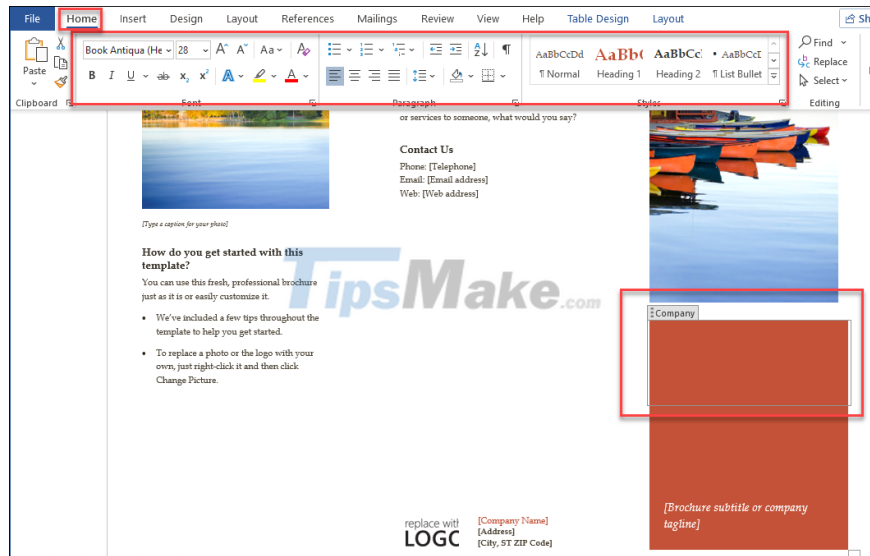 File Home Insert Design Layout References Mailings Review View Help Table Design Layout Sh
Book Antiqua (He 28 A A Aa A
Find
Paste
B I U ab x₂ x² A A
AaBbCcDd AaBb( AaBbCc • AaBbCcI
Replace
¶ Normal Heading 1 Heading 2 ¶ List Bullet
Select
Clipboard Font Paragraph Styles Editing
or services to someone, what would you say?
Contact Us
Phone: [Telephone]
Email: [Email address]
Web: [Web address]
[Type a caption for your photo]
How do you get started with this
template?
You can use this fresh, professional brochure
just as it is or easily customize it.
• We've included a few tips throughout the
template to help you get started.
• To replace a photo or the logo with your
own, just right-click it and then click
Change Picture.
TipsMake.com
Company
[Brochure subtitle or company
tagline]
replace with
LOGO
[Company Name]
[Address]
[City, ST ZIP Code]